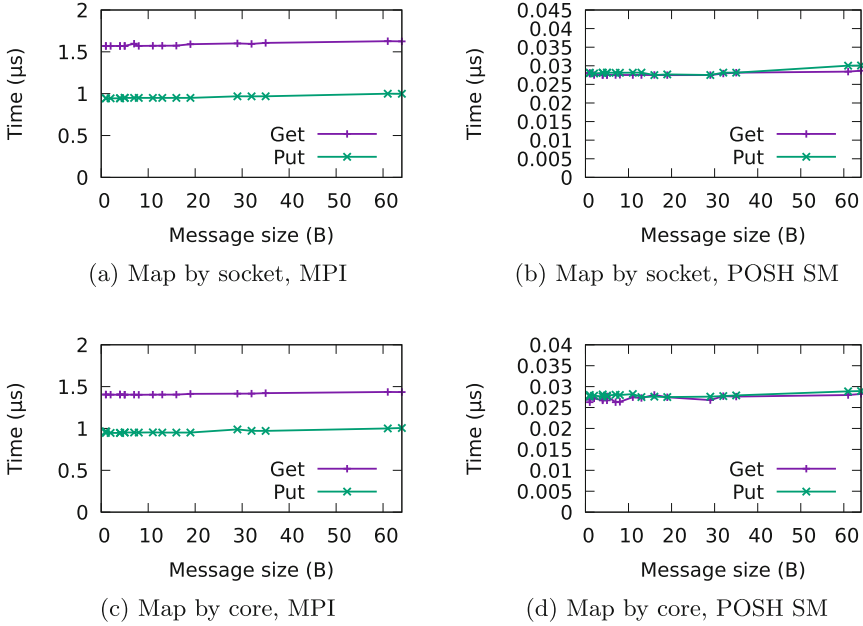 2
1.5
1
0.5
0
Time (µs)
Get
Put
0 10 20 30 40 50 60
Message size (B)
(a) Map by socket, MPI
0.045
0.04
0.035
0.03
0.025
0.02
0.015
0.01
0.005
0
Time (µs)
Get
Put
0 10 20 30 40 50 60
Message size (B)
(b) Map by socket, POSH SM
2
1.5
1
0.5
0
Time (µs)
Get
Put
0 10 20 30 40 50 60
Message size (B)
(c) Map by core, MPI
0.04
0.035
0.03
0.025
0.02
0.015
0.01
0.005
0
Time (µs)
Get
Put
0 10 20 30 40 50 60
Message size (B)
(d) Map by core, POSH SM